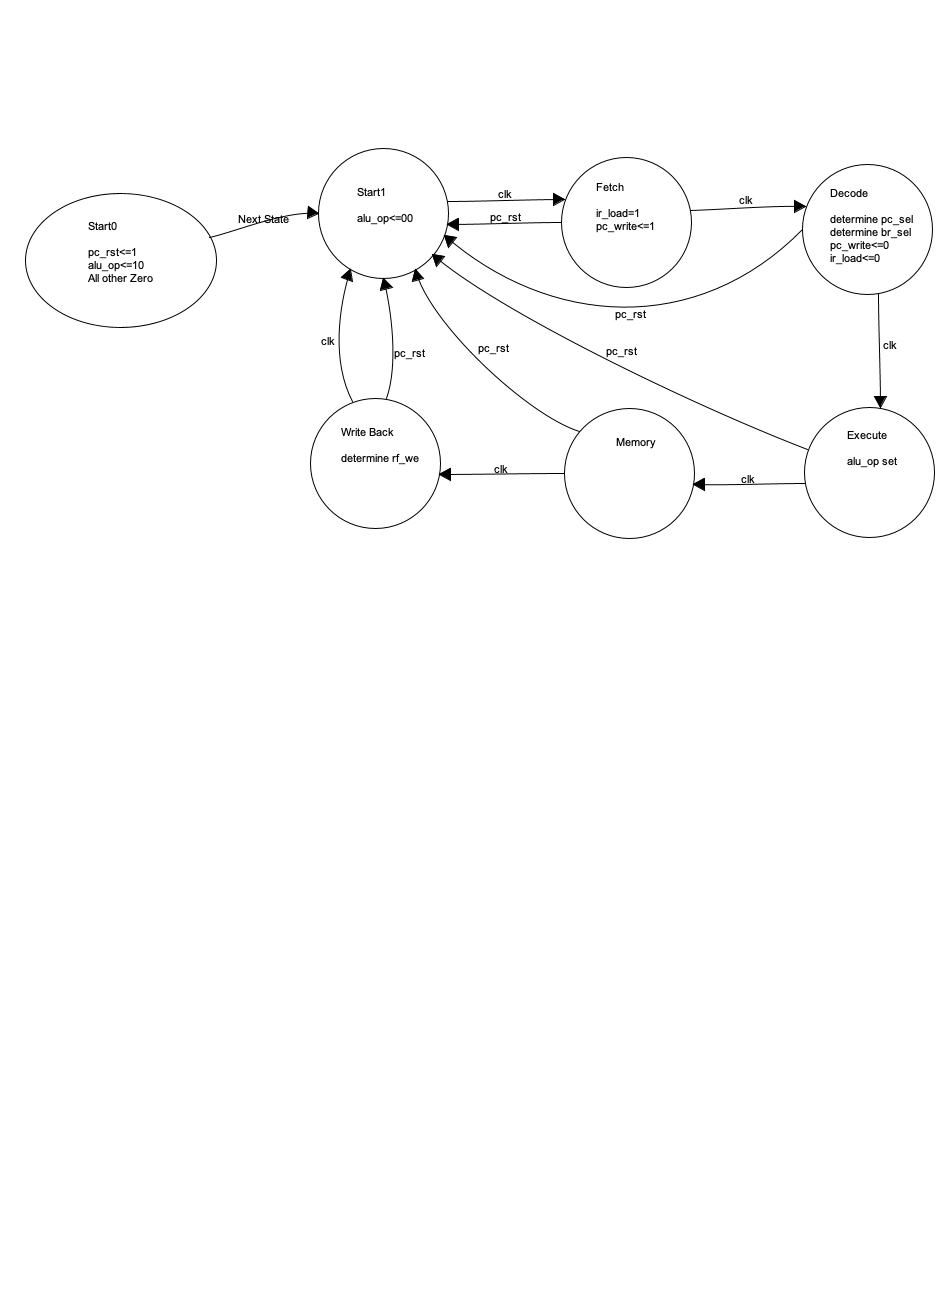 Start0
pc_rst<=1
alu_op<=10
All other Zero
Next State
Start1
alu_op<=00
clk
pc_rst
Fetch
ir_load=1
pc_write<=1
clk
Decode
determine pc_sel
determine br_sel
pc_write<=0
ir_load<=0
pc_rst
clk
pc_rst
pc_rst
pc_rst
clk
Write Back
determine rf_we
clk
Memory
clk
Execute
alu_op set